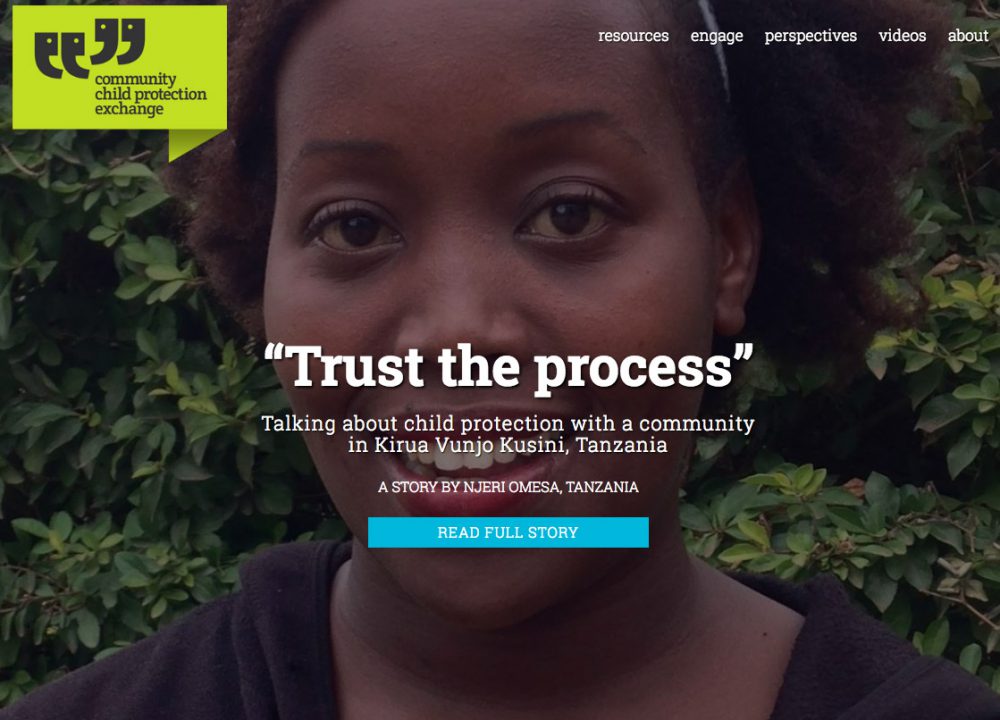 community
child protection
exchange
resources engage perspectives videos about
“Trust the process”
Talking about child protection with a community
in Kirua Vunjo Kusini, Tanzania
A STORY BY NJERI OMESA, TANZANIA
READ FULL STORY